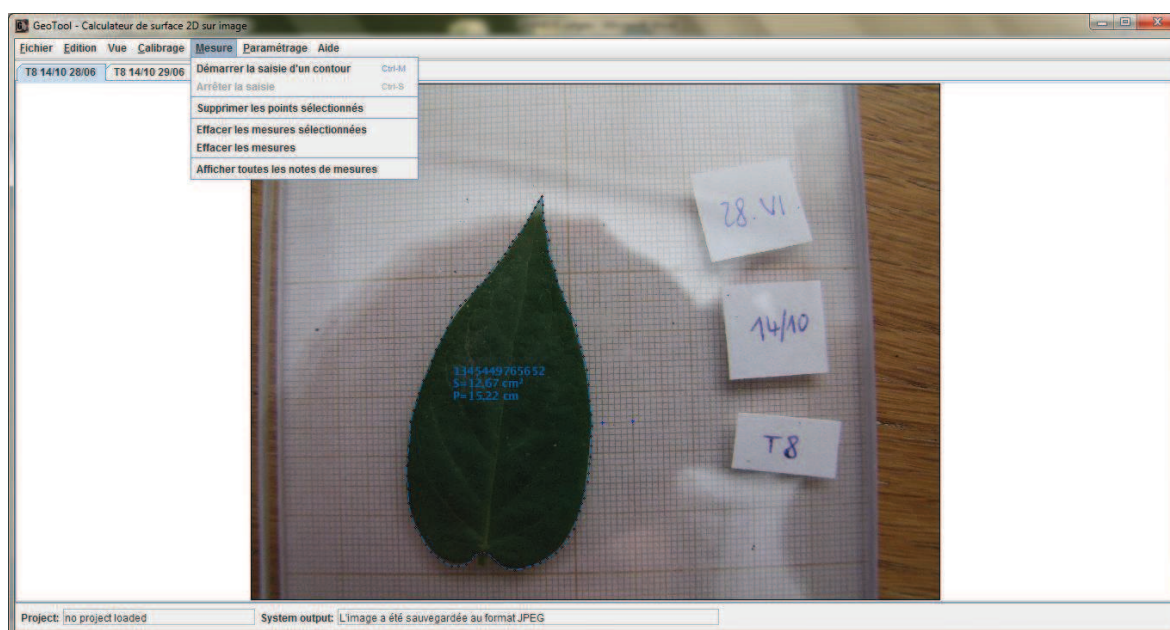 GeoTool - Calculateur de surface 2D sur image
Fichier Edition Vue Calibrage Mesure Paramétrage Aide
T8 14/10 28/06 T8 14/10 29/06
Démarrer la saisie d'un contour Ctrl-M
Arrêter la saisie Ctrl-S
Supprimer les points sélectionnés
Effacer les mesures sélectionnées
Effacer les mesures
Afficher toutes les notes de mesures
28.VI
14/10
1345449765652
S=12,67 cm²
P=15,22 cm
T8
Project: no project loaded System output: L'image a été sauvegardée au format JPEG